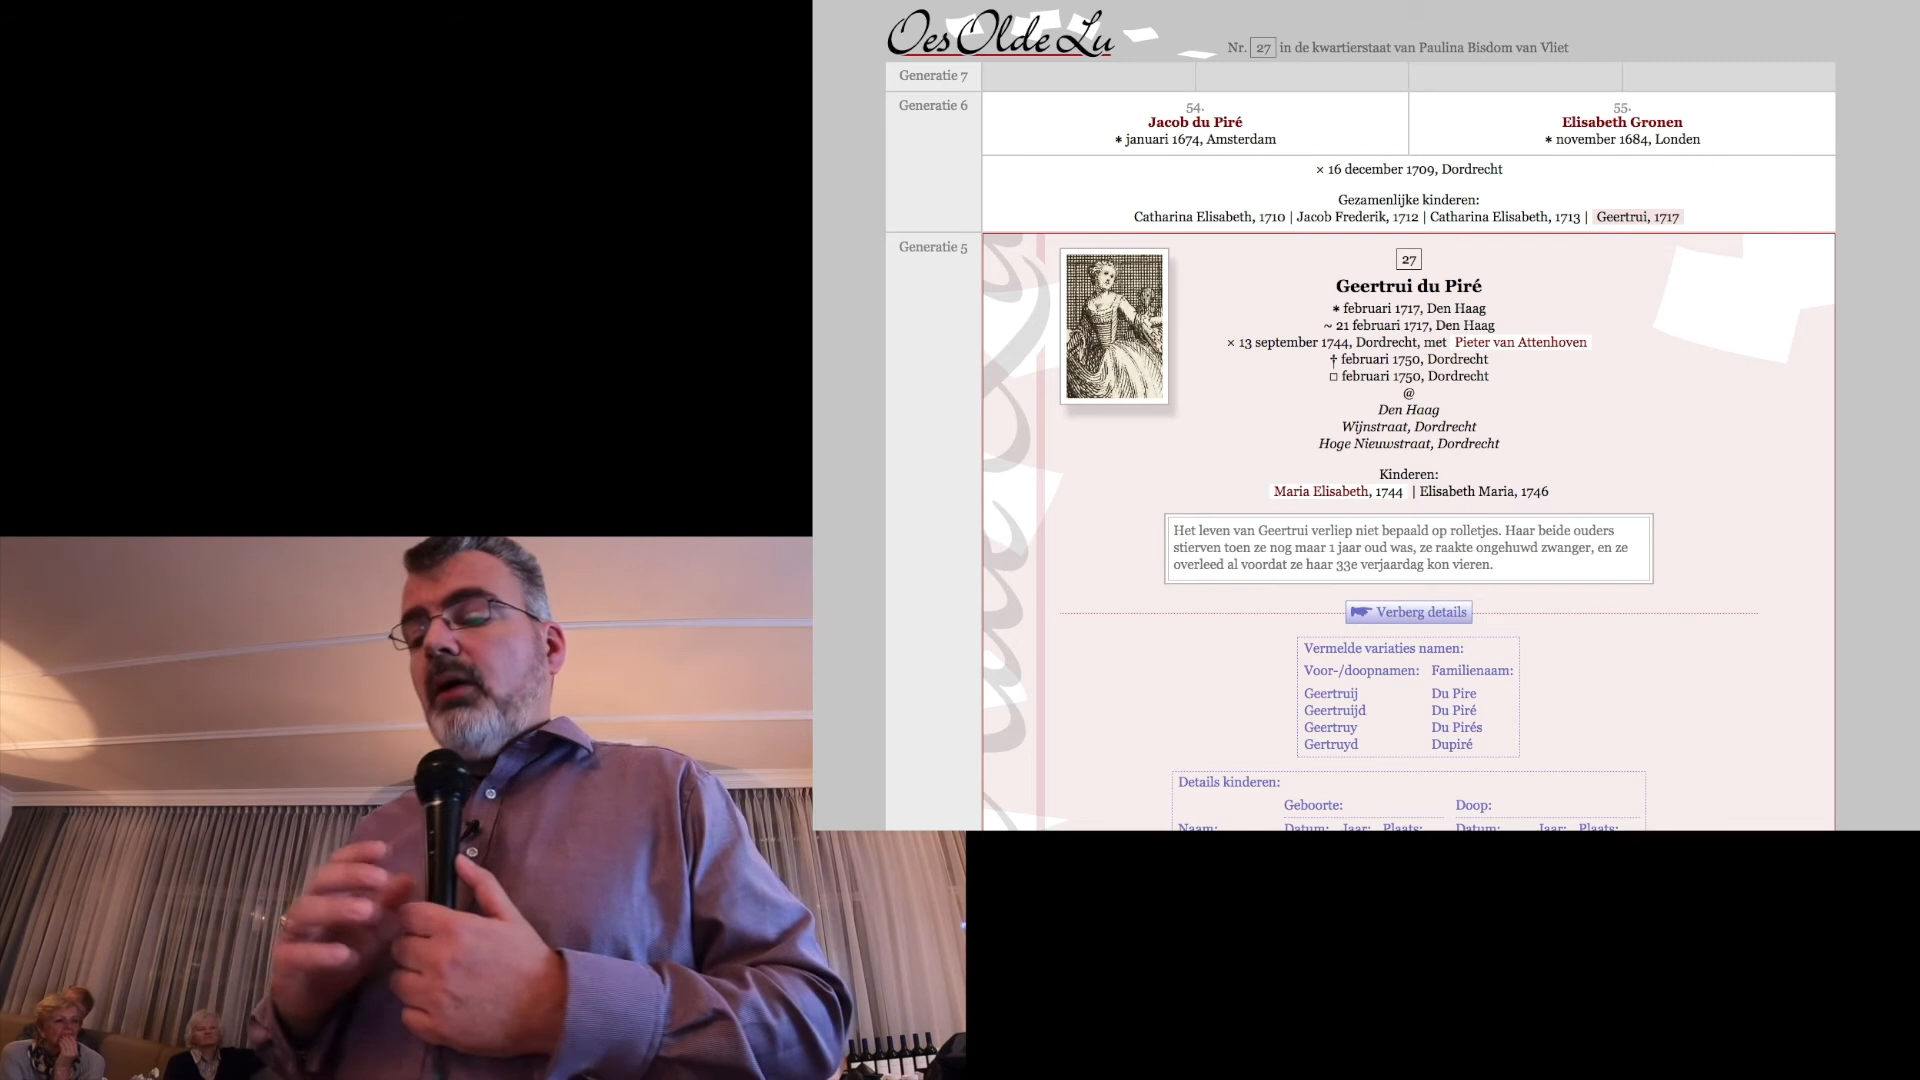 Oes Olde Lu
Nr. 27 in de kwartierstaat van Paulina Bisdom van Vliet
Generatie 7
Generatie 6
54.
Jacob du Piré
* januari 1674, Amsterdam
55.
Elisabeth Gronen
* november 1684, Londen
× 16 december 1709, Dordrecht
Gezamenlijke kinderen:
Catharina Elisabeth, 1710 | Jacob Frederik, 1712 | Catharina Elisabeth, 1713 | Geertrui, 1717
Generatie 5
27
Geertrui du Piré
* februari 1717, Den Haag
~ 21 februari 1717, Den Haag
× 13 september 1744, Dordrecht, met Pieter van Attenhoven
† februari 1750, Dordrecht
□ februari 1750, Dordrecht
@
Den Haag
Wijnstraat, Dordrecht
Hoge Nieuwstraat, Dordrecht
Kinderen:
Maria Elisabeth, 1744 | Elisabeth Maria, 1746
Het leven van Geertrui verliep niet bepaald op rolletjes. Haar beide ouders
stierven toen ze nog maar 1 jaar oud was, ze raakte ongehuwd zwanger, en ze
overleed al voordat ze haar 33e verjaardag kon vieren.
Verberg details
Vermelde variaties namen:
Voor-/doopnamen: Familienaam:
Geertruij Du Pire
Geertruijd Du Piré
Geertruy Du Pirés
Gertruyd Dupiré
Details kinderen:
Geboorte: Doop:
Naam: Datum: Jaar: Plaats: Datum: Jaar: Plaats: